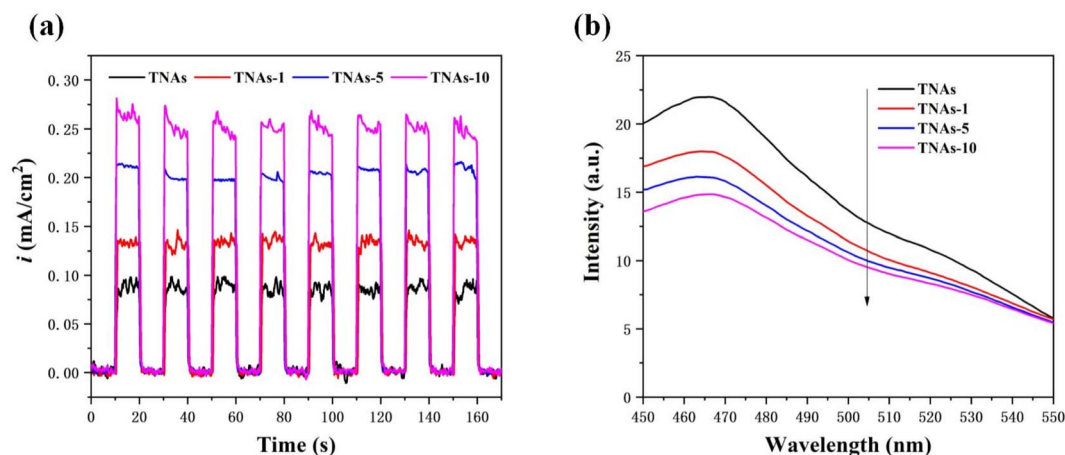 (a)
TNAs TNAs-1 TNAs-5 TNAs-10
0.30
0.25
0.20
0.15
0.10
0.05
0.00
i (mA/cm²)
0 20 40 60 80 100 120 140 160
Time (s)
(b)
25
20
15
10
5
0
Intensity (a.u.)
TNAs
TNAs-1
TNAs-5
TNAs-10
450 460 470 480 490 500 510 520 530 540 550
Wavelength (nm)